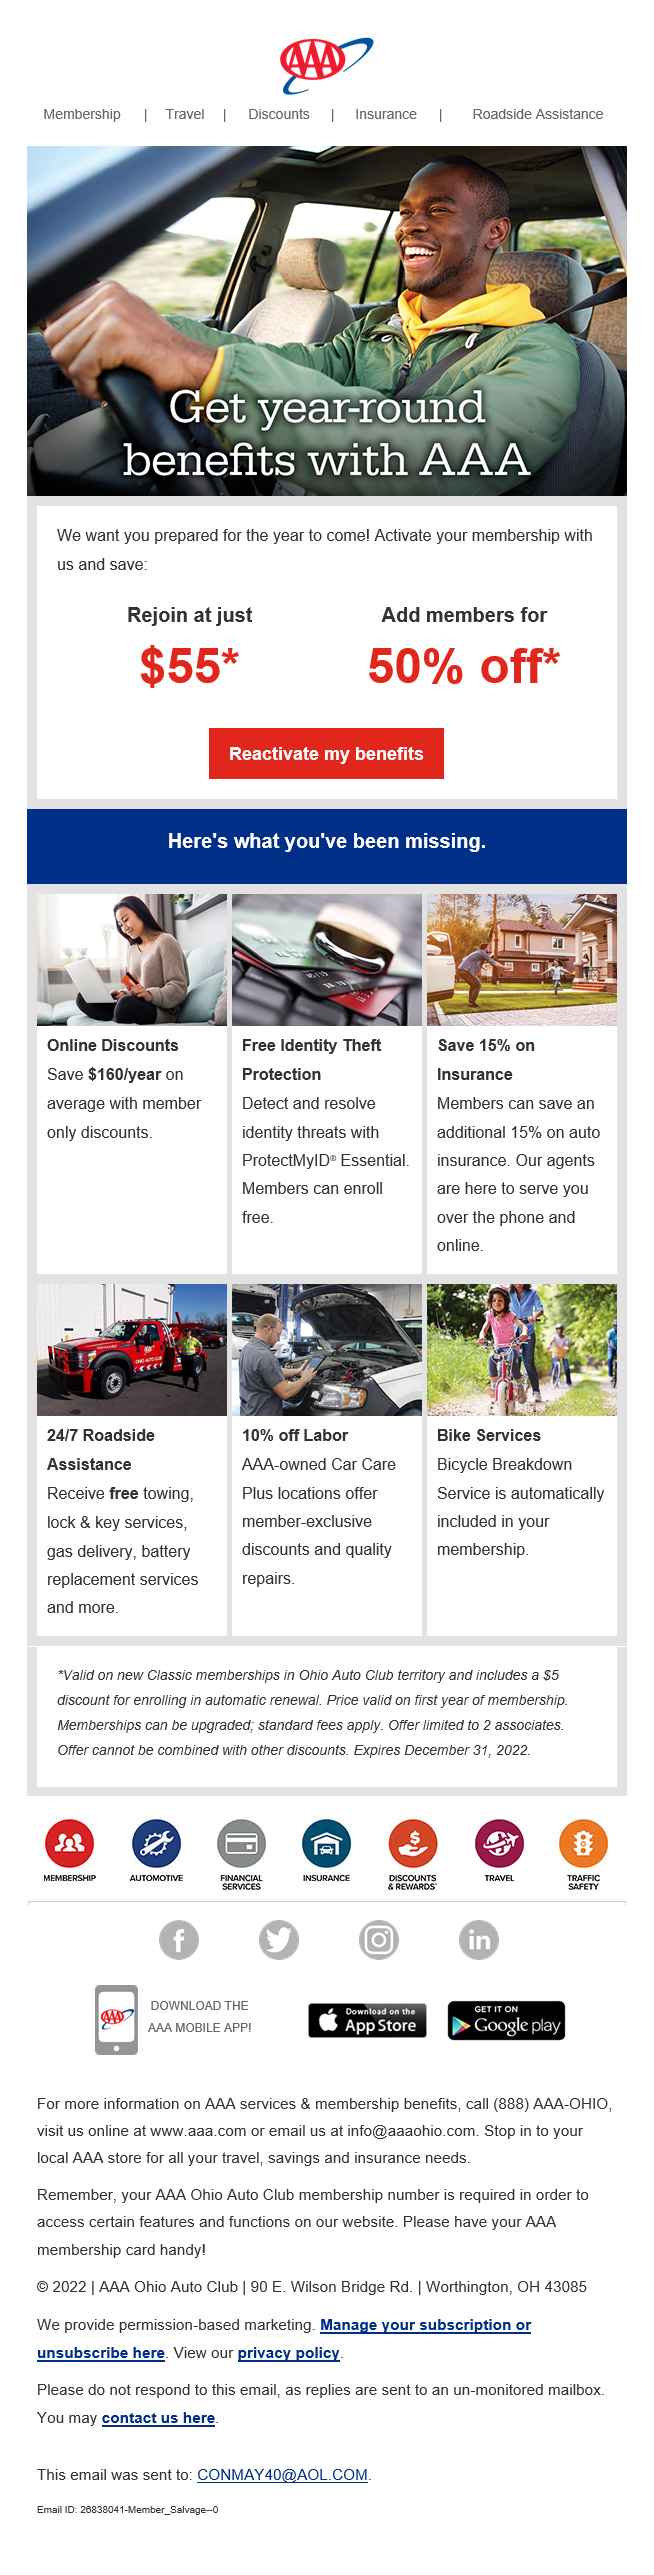 AAA
Membership | Travel | Discounts | Insurance | Roadside Assistance
Get year-round
benefits with AAA
We want you prepared for the year to come! Activate your membership with
us and save:
Rejoin at just
$55*
Add members for
50% off*
Reactivate my benefits
Here's what you've been missing.
Online Discounts
Save $160/year on
average with member
only discounts.
Free Identity Theft
Protection
Detect and resolve
identity threats with
ProtectMyID® Essential.
Members can enroll
free.
Save 15% on
Insurance
Members can save an
additional 15% on auto
insurance. Our agents
are here to serve you
over the phone and
online.
OHIO AUTO CLUB
24/7 Roadside
Assistance
Receive free towing,
lock & key services,
gas delivery, battery
replacement services
and more.
10% off Labor
AAA-owned Car Care
Plus locations offer
member-exclusive
discounts and quality
repairs.
Bike Services
Bicycle Breakdown
Service is automatically
included in your
membership.
*Valid on new Classic memberships in Ohio Auto Club territory and includes a $5
discount for enrolling in automatic renewal. Price valid on first year of membership.
Memberships can be upgraded; standard fees apply. Offer limited to 2 associates.
Offer cannot be combined with other discounts. Expires December 31, 2022.
MEMBERSHIP
AUTOMOTIVE
FINANCIAL
SERVICES
INSURANCE
DISCOUNTS
& REWARDS
TRAVEL
TRAFFIC
SAFETY
AAA
DOWNLOAD THE
AAA MOBILE APP!
Download on the
App Store
GET IT ON
Google play
For more information on AAA services & membership benefits, call (888) AAA-OHIO,
visit us online at www.aaa.com or email us at info@aaaohio.com. Stop in to your
local AAA store for all your travel, savings and insurance needs.
Remember, your AAA Ohio Auto Club membership number is required in order to
access certain features and functions on our website. Please have your AAA
membership card handy!
© 2022 | AAA Ohio Auto Club | 90 E. Wilson Bridge Rd. | Worthington, OH 43085
We provide permission-based marketing. Manage your subscription or
unsubscribe here. View our privacy policy.
Please do not respond to this email, as replies are sent to an un-monitored mailbox.
You may contact us here.
This email was sent to: CONMAY40@AOL.COM.
Email ID: 26838041-Member_Salvage--0